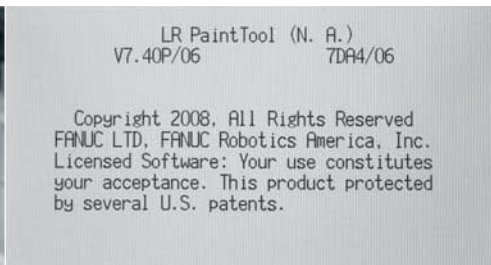 LR PaintTool (N. A.)
V7.40P/06 7DA4/06
Copyright 2008, All Rights Reserved
FANUC LTD, FANUC Robotics America, Inc.
Licensed Software: Your use constitutes
your acceptance. This product protected
by several U.S. patents.